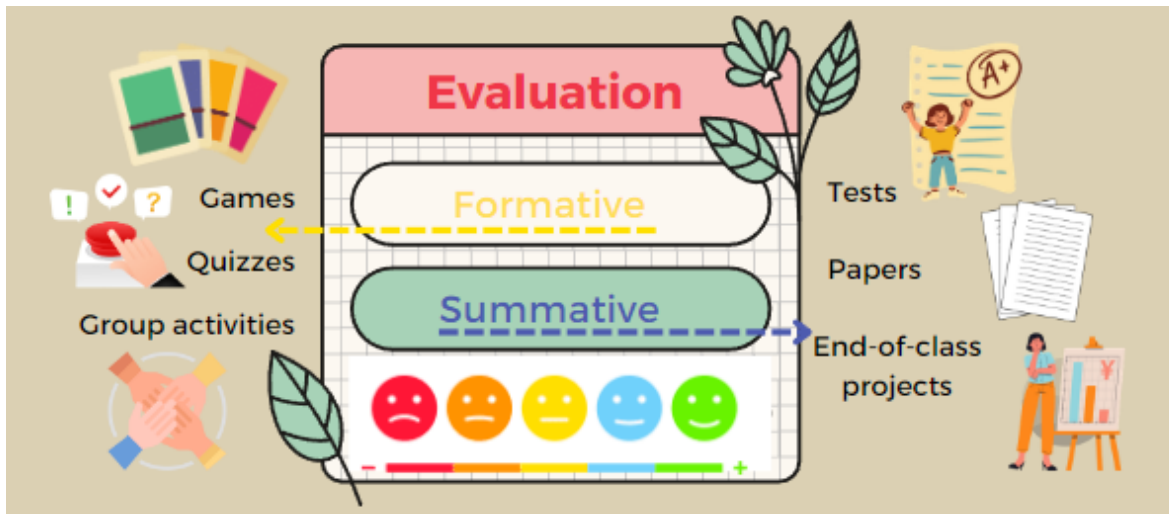 Evaluation
Formative
Summative
Games
Quizzes
Group activities
Tests
Papers
End-of-class
projects
A+
! ?
¥
- +